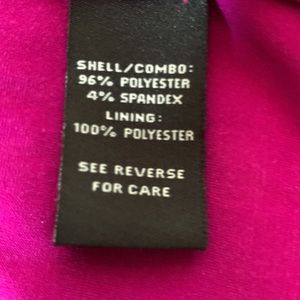 SHELL/COMBO:
96% POLYESTER
4% SPANDEX
LINING:
100% POLYESTER
SEE REVERSE
FOR CARE